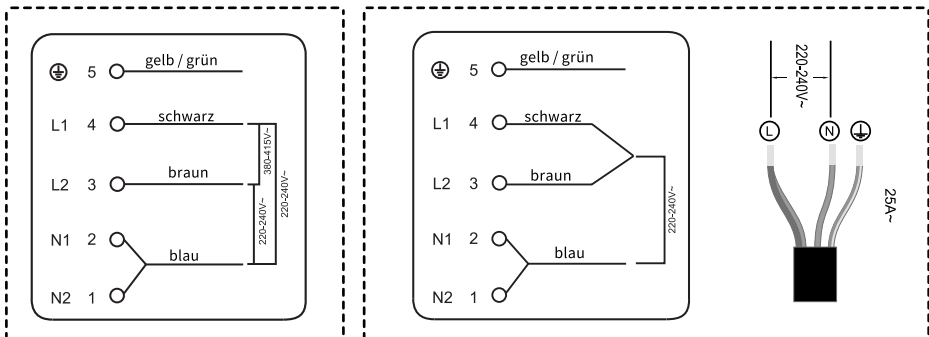 5 gelb / grün
L1 4 schwarz
L2 3 braun
N1 2
blau
N2 1
380-415V~
220-240V~
220-240V~
5 gelb / grün
L1 4 schwarz
L2 3 braun
N1 2
blau
N2 1
220-240V~
220-240V~
L N
25A~